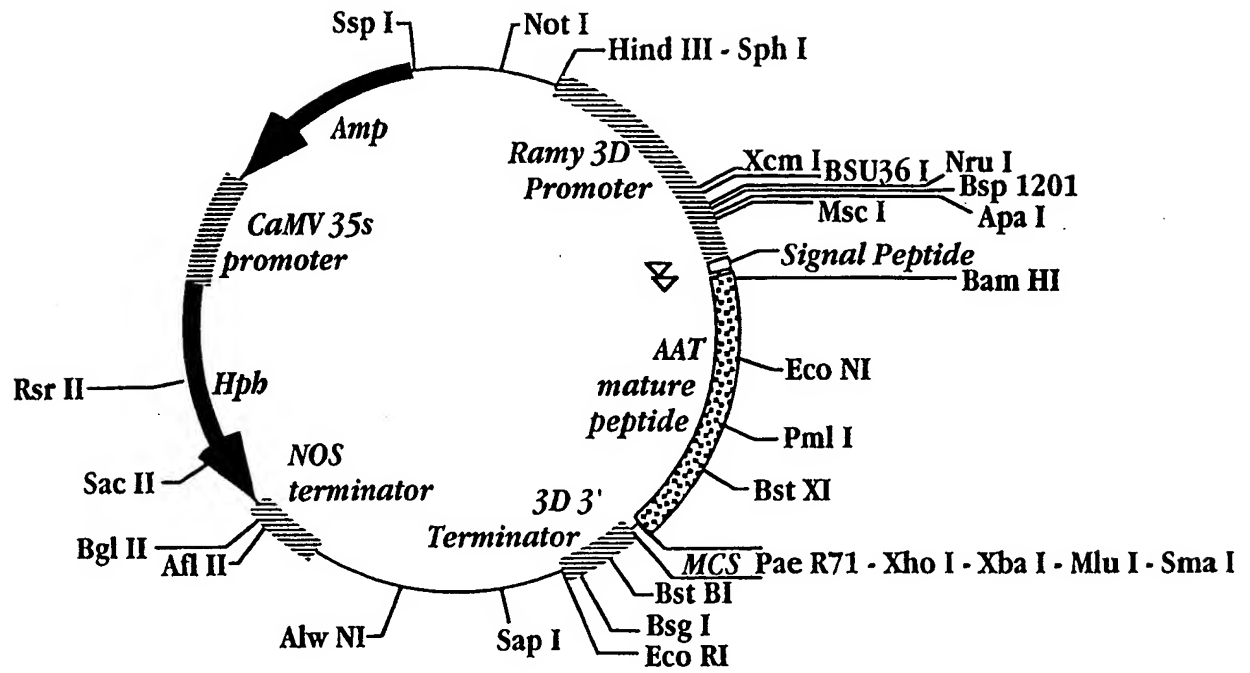 Ssp I
Not I
Hind III - Sph I
Amp
Ramy 3D
Promoter
Xcm I
BSU36 I
Nru I
Bsp 1201
Msc I
Apa I
CaMV 35s
promoter
Signal Peptide
Bam HI
AAT
mature
peptide
Eco NI
Rsr II
Hph
Pml I
Sac II
NOS
terminator
Bst XI
3D 3'
Terminator
Bgl II
Afl II
MCS
Pae R71 - Xho I - Xba I - Mlu I - Sma I
Bst BI
Alw NI
Sap I
Bsg I
Eco RI